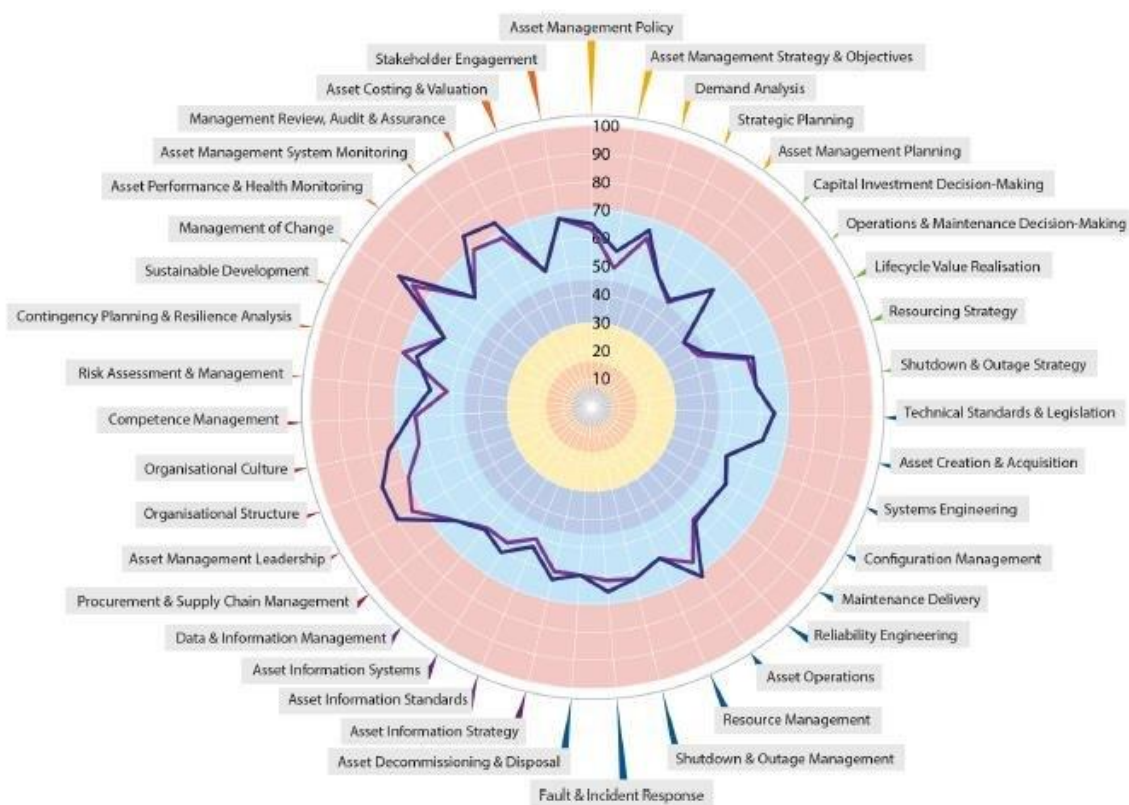 Asset Management Policy
Asset Management Strategy & Objectives
Demand Analysis
Strategic Planning
Asset Management Planning
Capital Investment Decision-Making
Operations & Maintenance Decision-Making
Lifecycle Value Realisation
Resourcing Strategy
Shutdown & Outage Strategy
Technical Standards & Legislation
Asset Creation & Acquisition
Systems Engineering
Configuration Management
Maintenance Delivery
Reliability Engineering
Asset Operations
Resource Management
Shutdown & Outage Management
Fault & Incident Response
Asset Decommissioning & Disposal
Asset Information Strategy
Asset Information Standards
Asset Information Systems
Data & Information Management
Procurement & Supply Chain Management
Asset Management Leadership
Organisational Structure
Organisational Culture
Competence Management
Risk Assessment & Management
Contingency Planning & Resilience Analysis
Sustainable Development
Management of Change
Asset Performance & Health Monitoring
Asset Management System Monitoring
Management Review, Audit & Assurance
Asset Costing & Valuation
Stakeholder Engagement
100
90
80
70
60
50
40
30
20
10